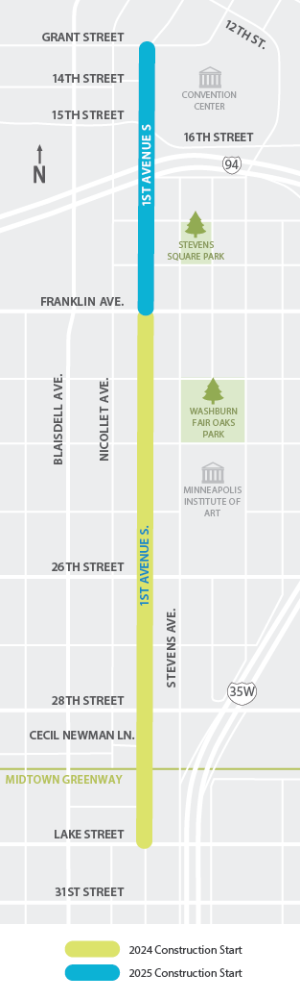 GRANT STREET
12TH ST.
14TH STREET
CONVENTION
CENTER
15TH STREET
1ST AVENUE S
16TH STREET
94
N
STEVENS
SQUARE PARK
FRANKLIN AVE.
BLAISDELL AVE.
NICOLLET AVE.
WASHBURN
FAIR OAKS
PARK
MINNEAPOLIS
INSTITUTE OF
ART
1ST AVENUE S.
26TH STREET
STEVENS AVE.
35W
28TH STREET
CECIL NEWMAN LN.
MIDTOWN GREENWAY
LAKE STREET
31ST STREET
2024 Construction Start
2025 Construction Start